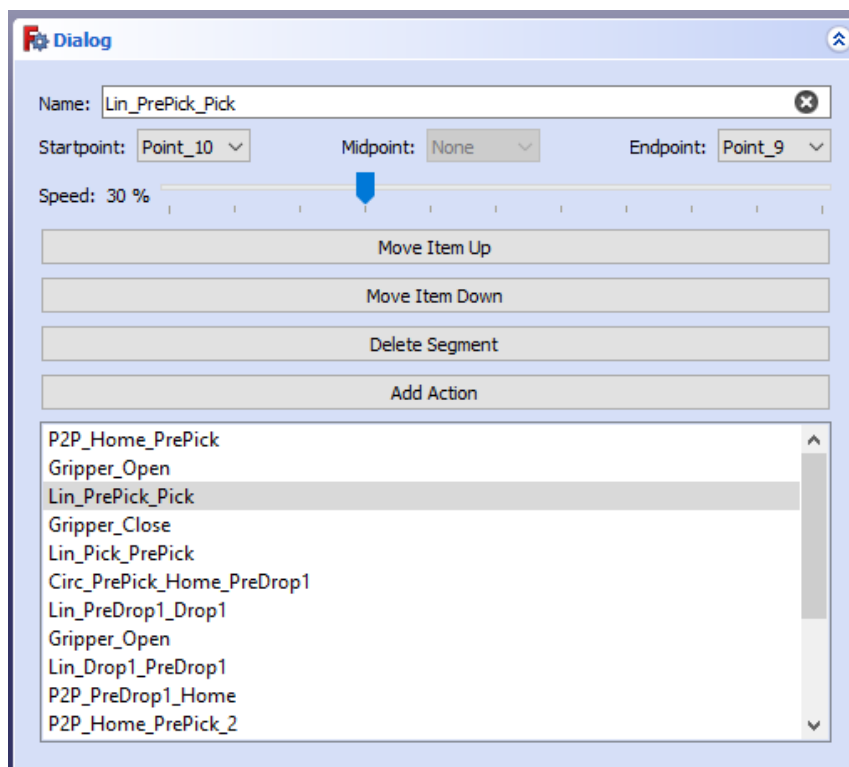 Dialog
Name: Lin_PrePick_Pick
Startpoint: Point_10 Midpoint: None Endpoint: Point_9
Speed: 30 %
Move Item Up
Move Item Down
Delete Segment
Add Action
P2P_Home_PrePick
Gripper_Open
Lin_PrePick_Pick
Gripper_Close
Lin_Pick_PrePick
Circ_PrePick_Home_PreDrop1
Lin_PreDrop1_Drop1
Gripper_Open
Lin_Drop1_PreDrop1
P2P_PreDrop1_Home
P2P_Home_PrePick_2